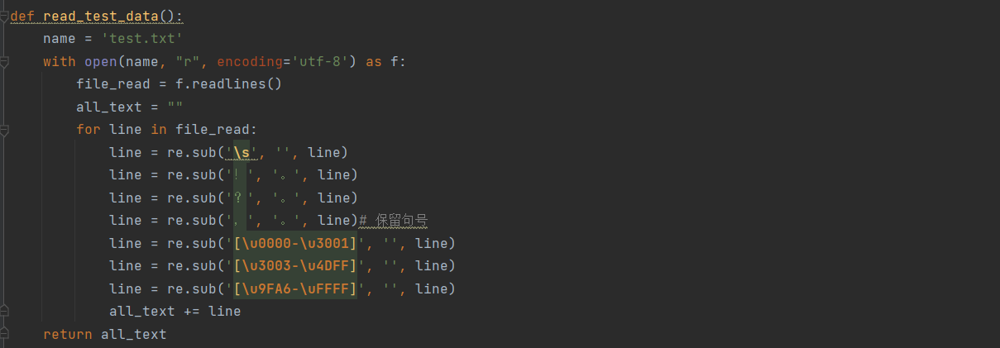 def read_test_data():
    name = 'test.txt'
    with open(name, "r", encoding='utf-8') as f:
        file_read = f.readlines()
        all_text = ""
        for line in file_read:
            line = re.sub('\s', '', line)
            line = re.sub('！', '。', line)
            line = re.sub('？', '。', line)
            line = re.sub('，', '。', line)# 保留句号
            line = re.sub('[\u0000-\u3001]', '', line)
            line = re.sub('[\u3003-\u4DFF]', '', line)
            line = re.sub('[\u9FA6-\uFFFF]', '', line)
            all_text += line
    return all_text